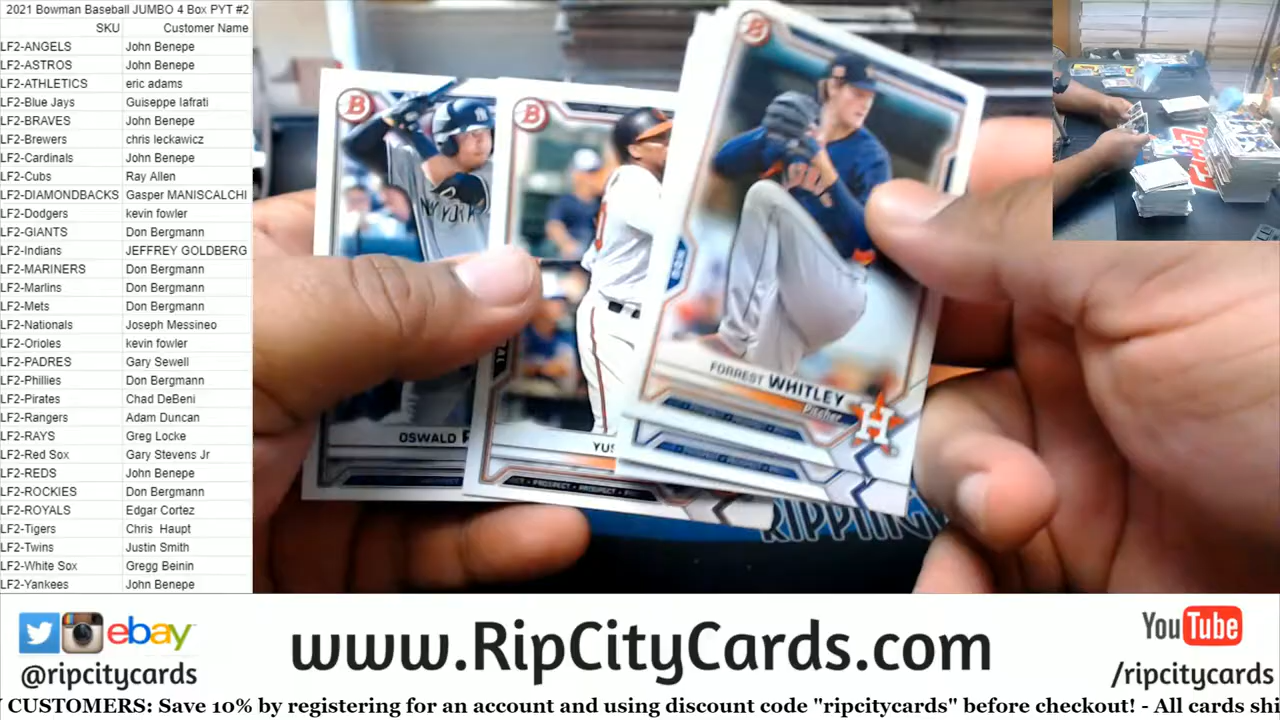 2021 Bowman Baseball JUMBO 4 Box PYT #2
SKU Customer Name
LF2-ANGELS John Benepe
LF2-ASTROS John Benepe
LF2-ATHLETICS eric adams
LF2-Blue Jays Guiseppe Iafrati
LF2-BRAVES John Benepe
LF2-Brewers chris leckawicz
LF2-Cardinals John Benepe
LF2-Cubs Ray Allen
LF2-DIAMONDBACKS Gasper MANISCALCHI
LF2-Dodgers kevin fowler
LF2-GIANTS Don Bergmann
LF2-Indians JEFFREY GOLDBERG
LF2-MARINERS Don Bergmann
LF2-Marlins Don Bergmann
LF2-Mets Don Bergmann
LF2-Nationals Joseph Messineo
LF2-Orioles kevin fowler
LF2-PADRES Gary Sewell
LF2-Phillies Don Bergmann
LF2-Pirates Chad DeBeni
LF2-Rangers Adam Duncan
LF2-RAYS Greg Locke
LF2-Red Sox Gary Stevens Jr
LF2-REDS John Benepe
LF2-ROCKIES Don Bergmann
LF2-ROYALS Edgar Cortez
LF2-Tigers Chris Haupt
LF2-Twins Justin Smith
LF2-White Sox Gregg Beinin
LF2-Yankees John Benepe
B
B
B
NEW YORK
OSWALD
YUS
FORREST WHITLEY
Pitcher
H
RIPPING
Topps
ebay
@ripcitycards
www.RipCityCards.com
YouTube
/ripcitycards
CUSTOMERS: Save 10% by registering for an account and using discount code "ripcitycards" before checkout! - All cards shi